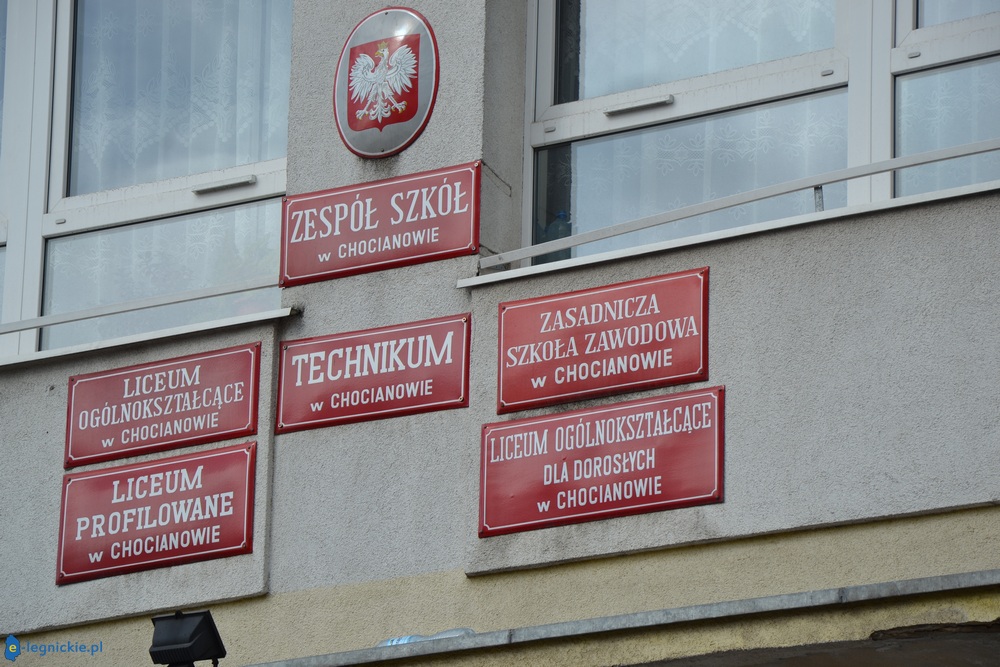 ZESPÓŁ SZKÓŁ
w CHOCIANOWIE
LICEUM
OGÓLNOKSZTAŁCĄCE
w CHOCIANOWIE
TECHNIKUM
w CHOCIANOWIE
ZASADNICZA
SZKOŁA ZAWODOWA
w CHOCIANOWIE
LICEUM
PROFILOWANE
w CHOCIANOWIE
LICEUM OGÓLNOKSZTAŁCĄCE
DLA DOROSŁYCH
w CHOCIANOWIE
e-legnickie.pl